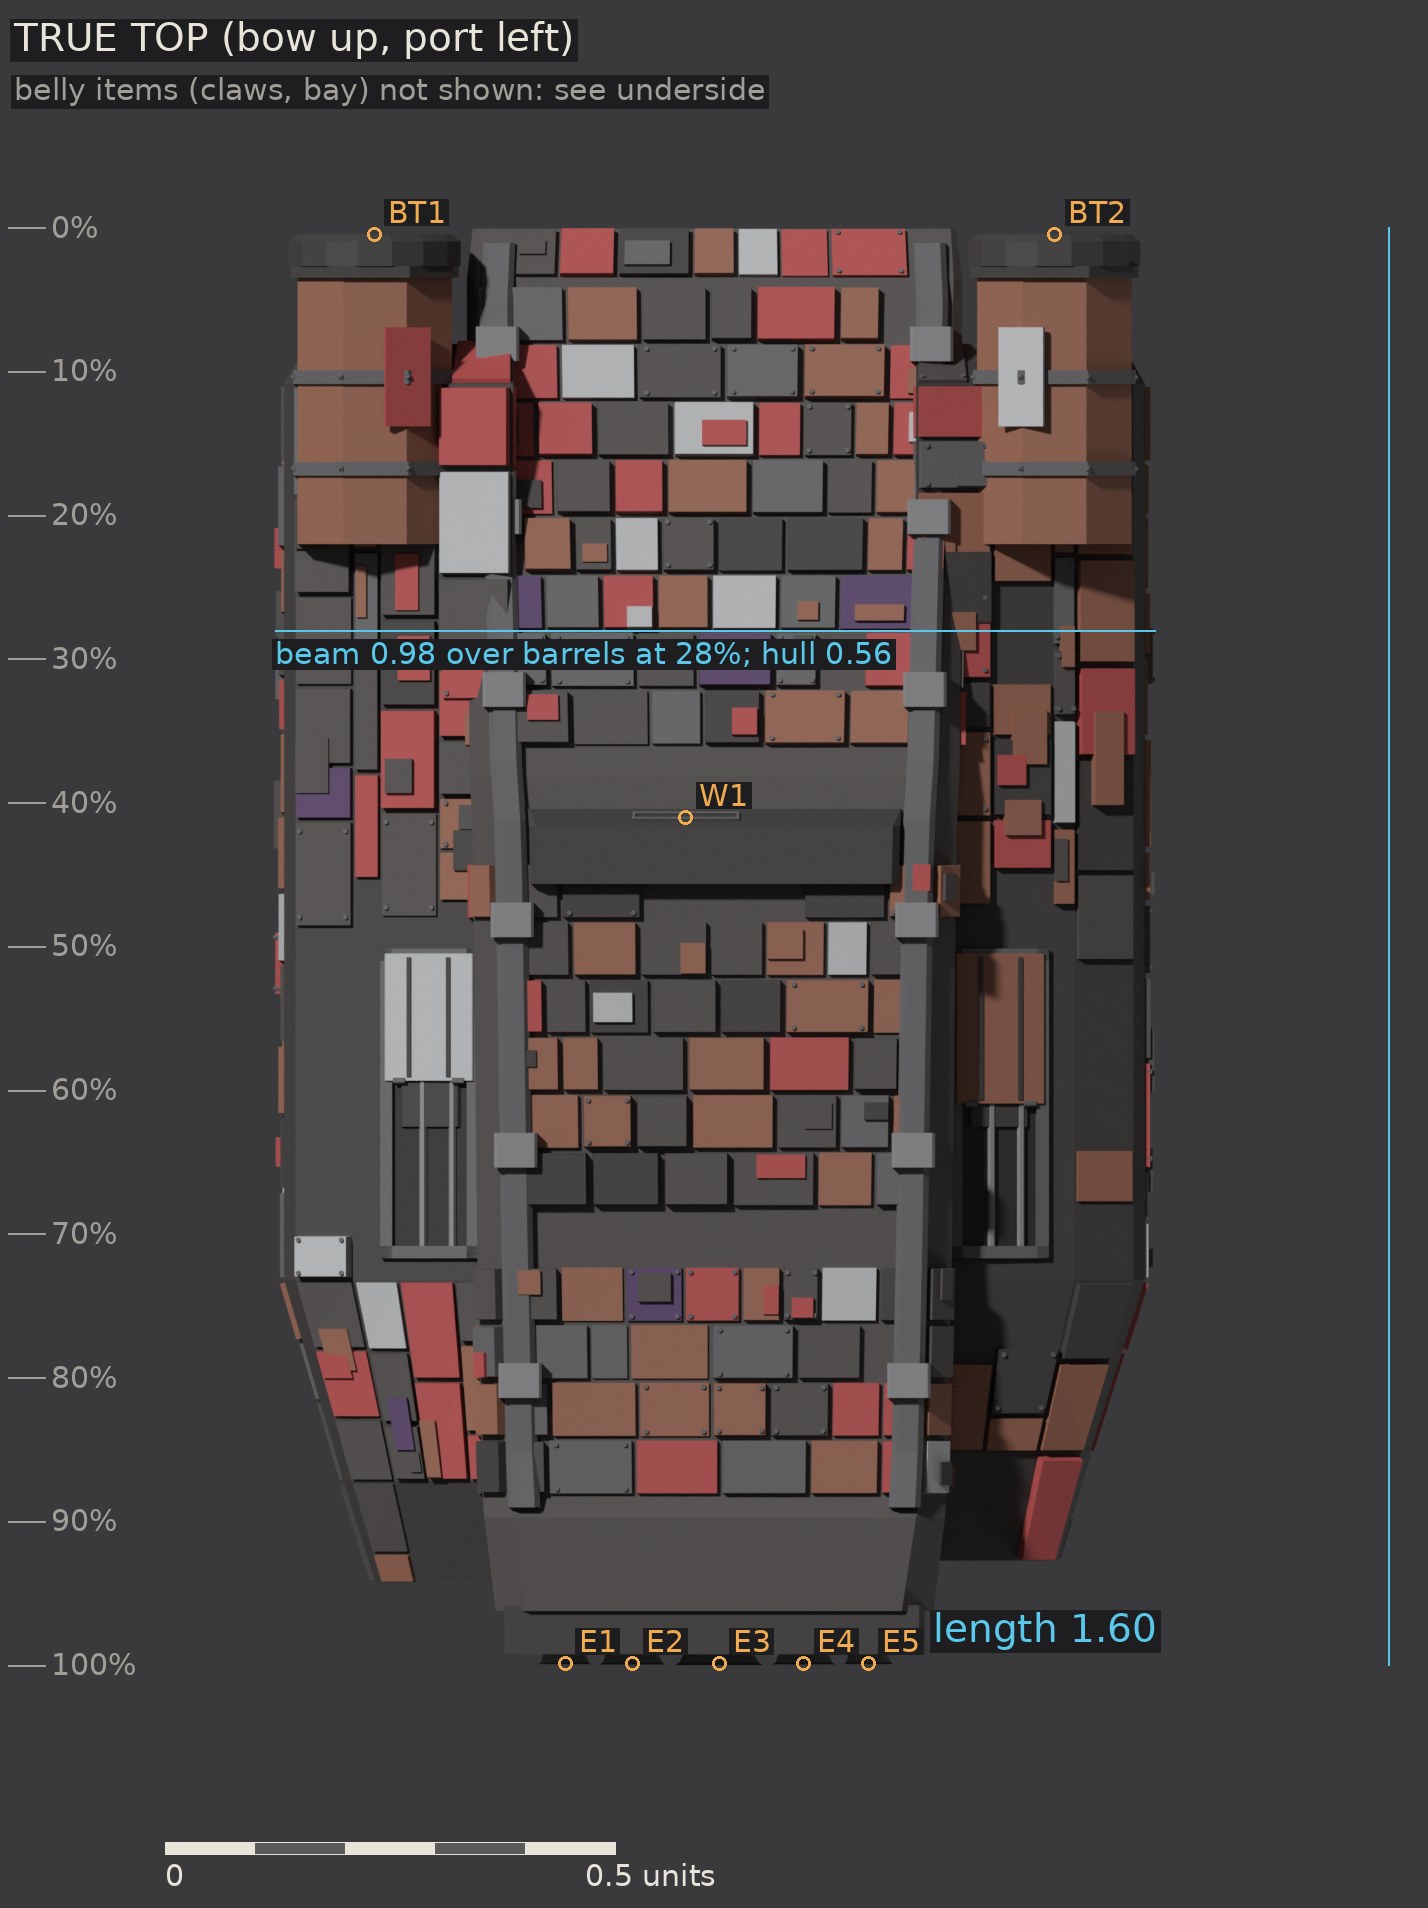 TRUE TOP (bow up, port left)
belly items (claws, bay) not shown: see underside
BT1
BT2
0%
10%
20%
beam 0.98 over barrels at 28%; hull 0.56
30%
W1
40%
50%
60%
70%
80%
90%
E1
E2
E3
E4
E5
length 1.60
100%
0
0.5 units